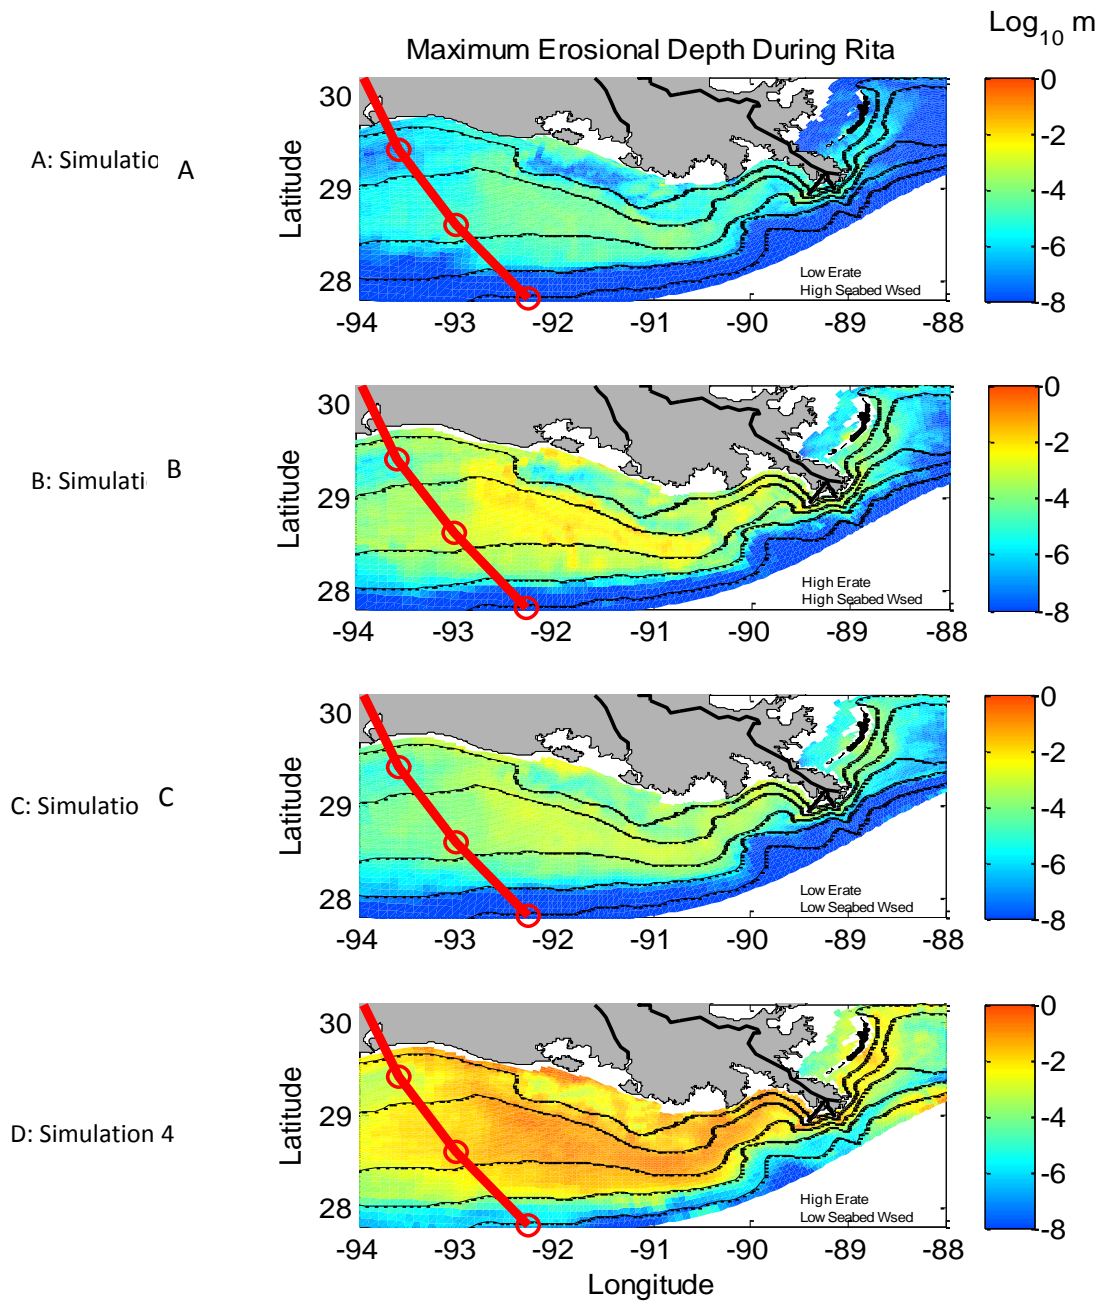 Log10 m
Maximum Erosional Depth During Rita
A: Simulatio A
Latitude
30
29
28
Low Erate
High Seabed Wsed
-94 -93 -92 -91 -90 -89 -88
0
-2
-4
-6
-8
B: Simulati B
Latitude
30
29
28
High Erate
High Seabed Wsed
-94 -93 -92 -91 -90 -89 -88
0
-2
-4
-6
-8
C: Simulatio C
Latitude
30
29
28
Low Erate
Low Seabed Wsed
-94 -93 -92 -91 -90 -89 -88
0
-2
-4
-6
-8
D: Simulation 4
Latitude
30
29
28
High Erate
Low Seabed Wsed
-94 -93 -92 -91 -90 -89 -88
0
-2
-4
-6
-8
Longitude